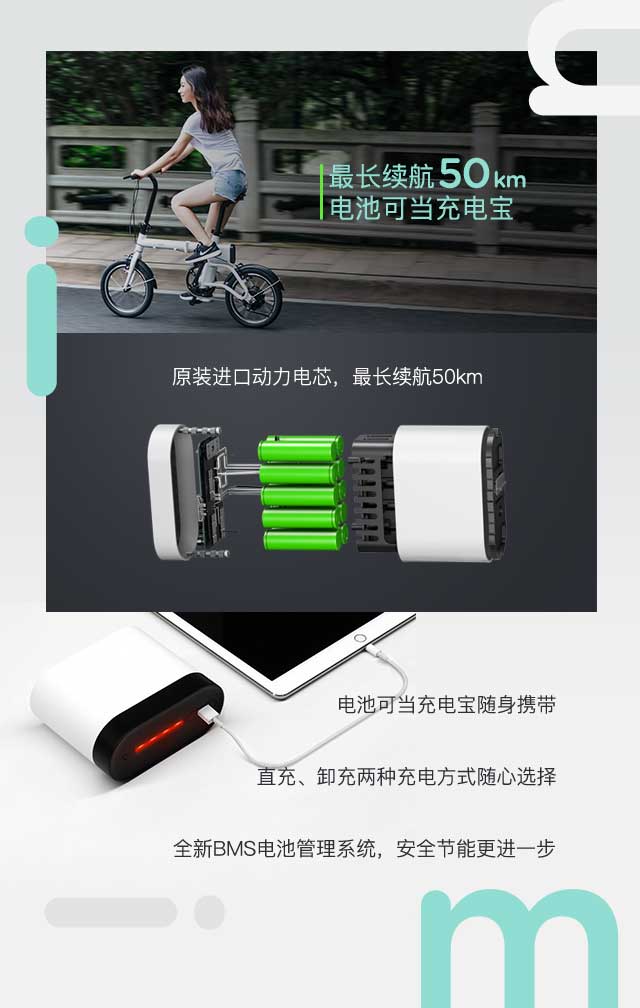 最长续航50km
电池可当充电宝
原装进口动力电芯，最长续航50km
电池可当充电宝随身携带
直充、卸充两种充电方式随心选择
全新BMS电池管理系统，安全节能更进一步
i
m